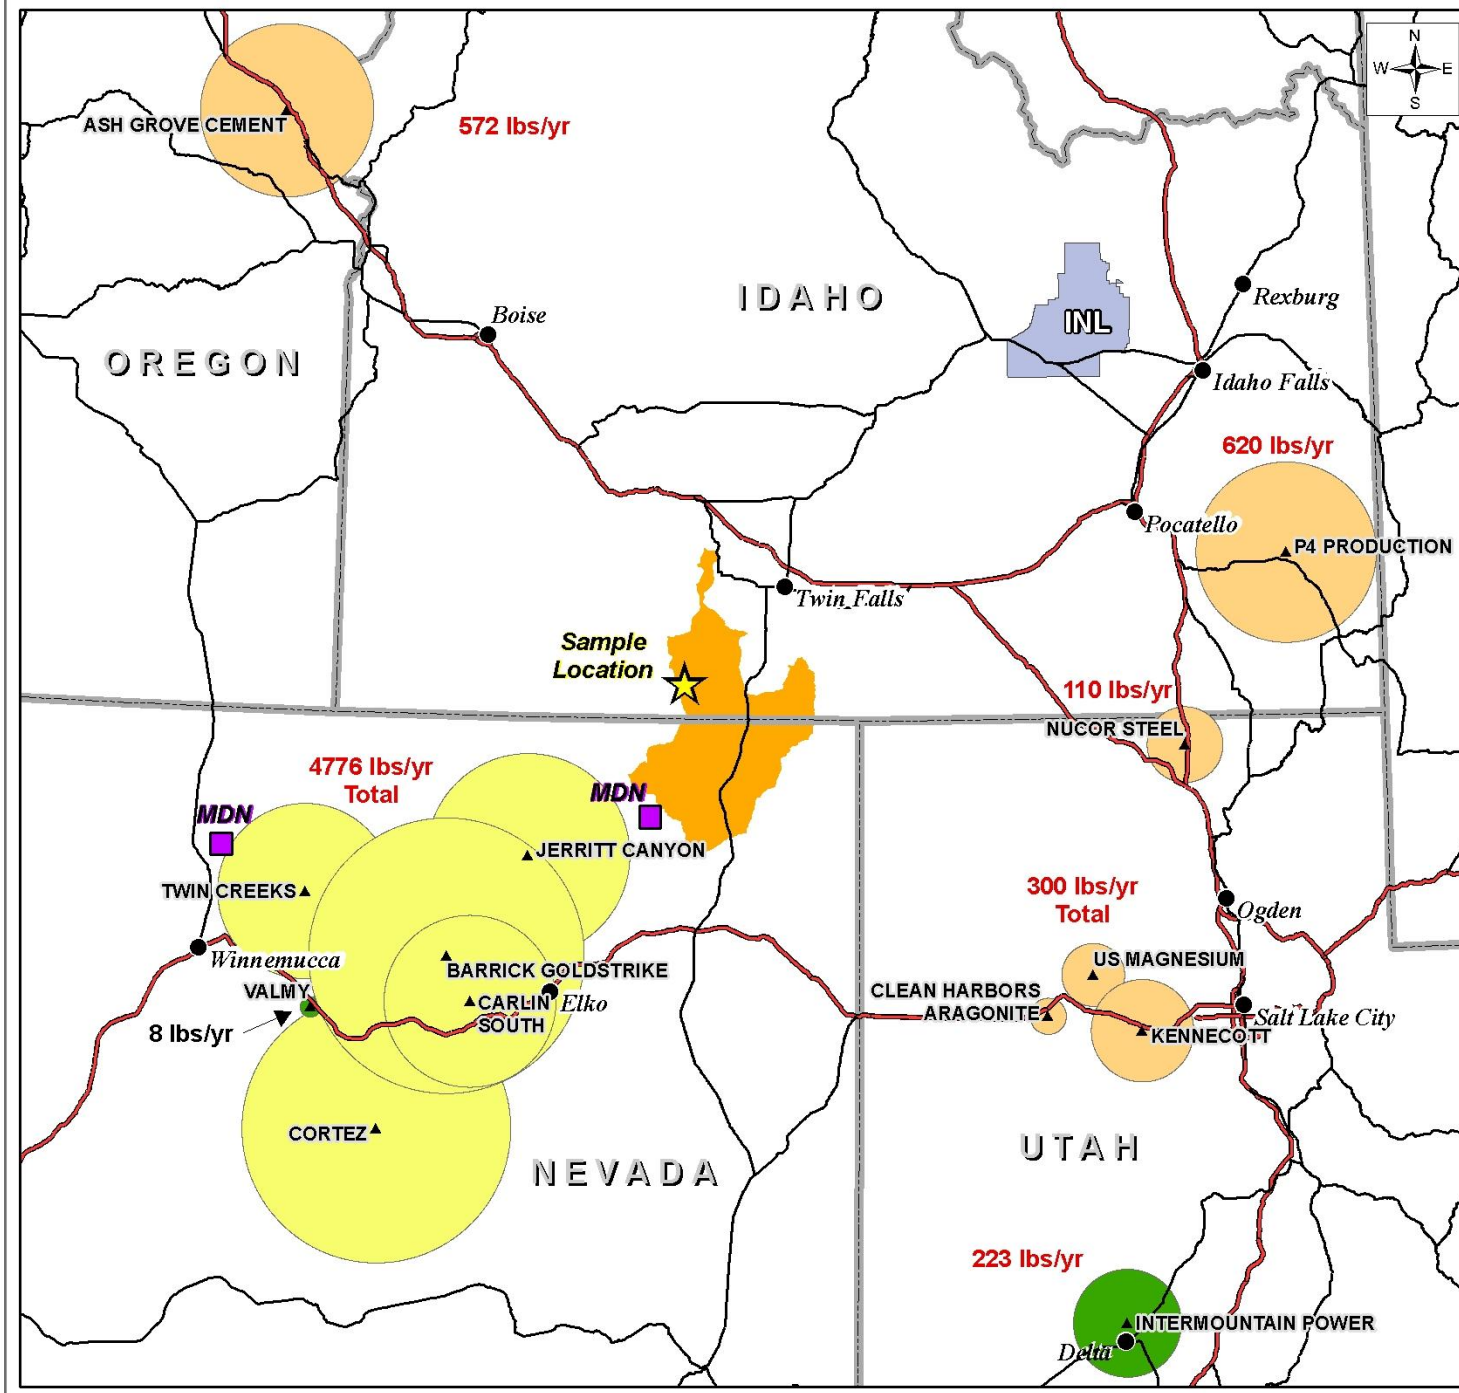 N
W
E
S
ASH GROVE CEMENT
572 lbs/yr
IDAHO
Rexburg
INL
Boise
OREGON
Idaho Falls
620 lbs/yr
Pocatello
P4 PRODUCTION
Twin Falls
Sample
Location
110 lbs/yr
NUCOR STEEL
4776 lbs/yr
Total
MDN
MDN
JERRITT CANYON
TWIN CREEKS
300 lbs/yr
Total
Ogden
Winnemucca
US MAGNESIUM
BARRICK GOLDSTRIKE
VALMY
CLEAN HARBORS
ARAGONITE
CARLIN
SOUTH
Elko
Salt Lake City
8 lbs/yr
KENNECOTT
CORTEZ
UTAH
NEVADA
223 lbs/yr
INTERMOUNTAIN POWER
Delta